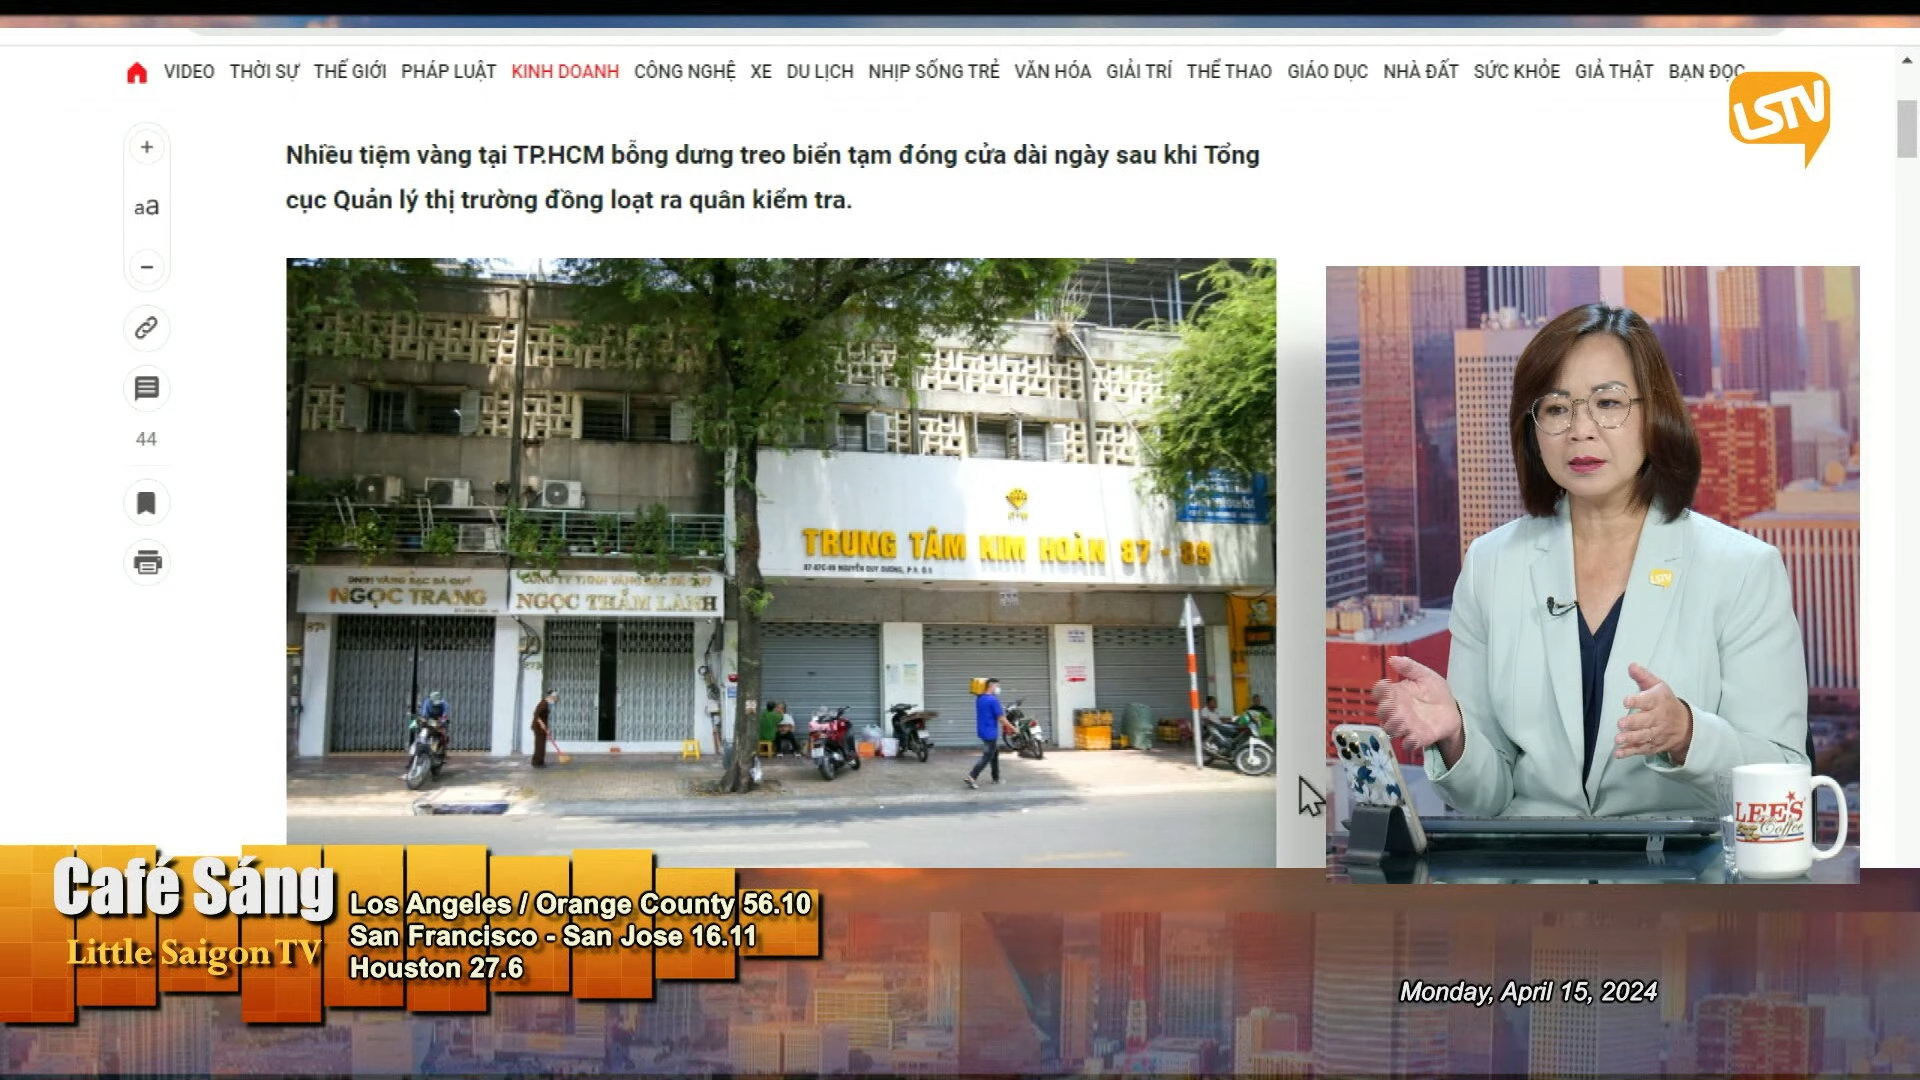 VIDEO THỜI SỰ THẾ GIỚI PHÁP LUẬT KINH DOANH CÔNG NGHỆ XE DU LỊCH NHỊP SỐNG TRẺ VĂN HÓA GIẢI TRÍ THỂ THAO GIÁO DỤC NHÀ ĐẤT SỨC KHỎE GIẢ THẬT BẠN ĐỌC
LSTV
Nhiều tiệm vàng tại TP.HCM bỗng dưng treo biển tạm đóng cửa dài ngày sau khi Tổng
cục Quản lý thị trường đồng loạt ra quân kiểm tra.
aa
44
TRUNG TÂM KIM HOÀN 87 - 89
NGỌC TRANG
NGỌC THẮM LÀNH
LSTV
LEE'S
Coffee
Café Sáng
Little Saigon TV
Los Angeles / Orange County 56.10
San Francisco - San Jose 16.11
Houston 27.6
Monday, April 15, 2024